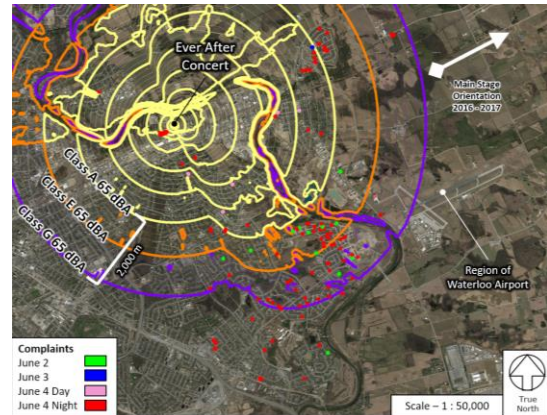 Ever After
Concert
Main Stage
Orientation
2016 - 2017
Class A 65 dBA
Class E 65 dBA
Class G 65 dBA
2,000 m
Region of
Waterloo Airport
Complaints
June 2
June 3
June 4 Day
June 4 Night
Scale – 1 : 50,000
True
North